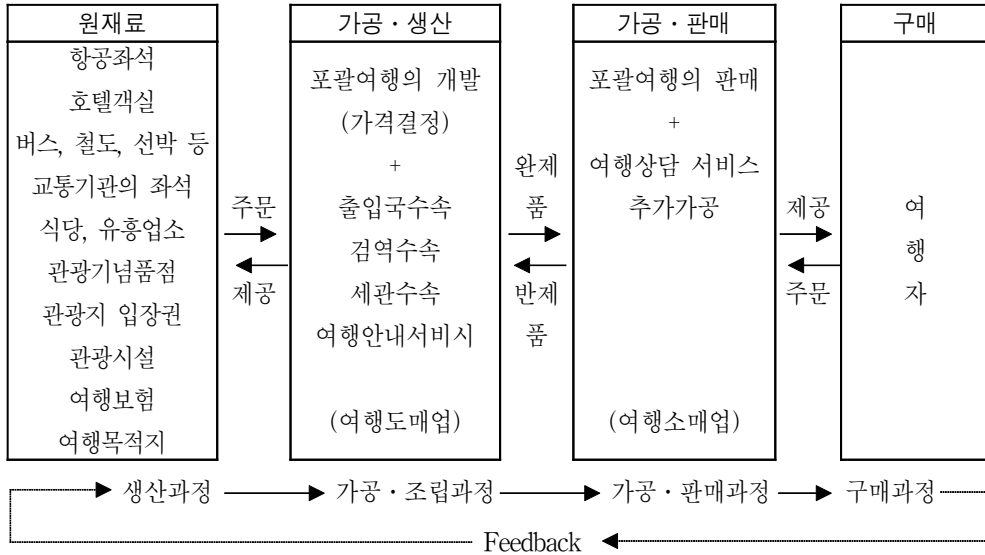 원재료
항공좌석
호텔객실
버스, 철도, 선박 등
교통기관의 좌석
식당, 유흥업소
관광기념품점
관광지 입장권
관광시설
여행보험
여행목적지
주문
제공
가공・생산
포괄여행의 개발
(가격결정)
+
출입국수속
검역수속
세관수속
여행안내서비시
(여행도매업)
완제
품
반제
품
가공・판매
포괄여행의 판매
+
여행상담 서비스
추가가공
(여행소매업)
제공
주문
구매
여
행
자
생산과정
가공・조립과정
가공・판매과정
구매과정
Feedback